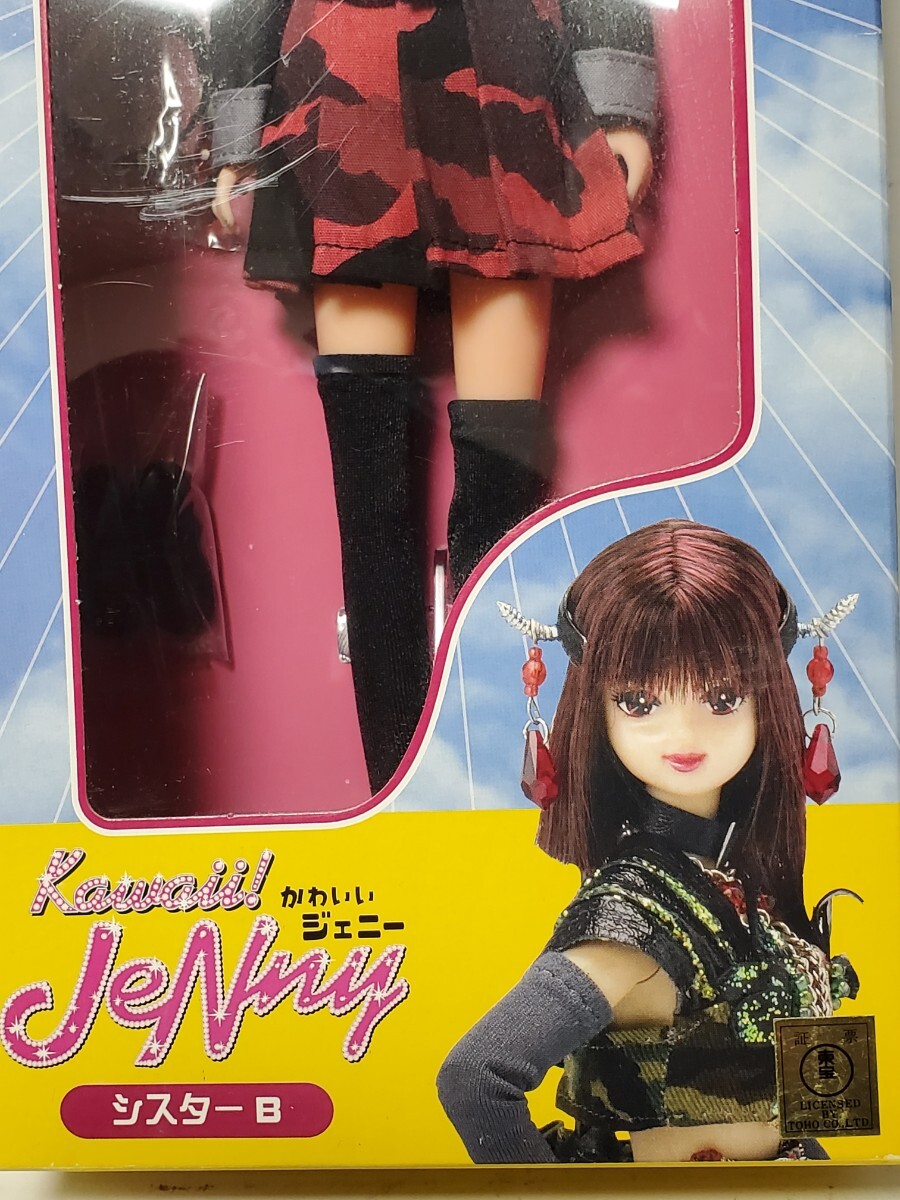 Kawaii!
かわいい
ジェニー
JeNny
シスターB
証票
東宝
LICENSED
BY
TOHO CO.,LTD